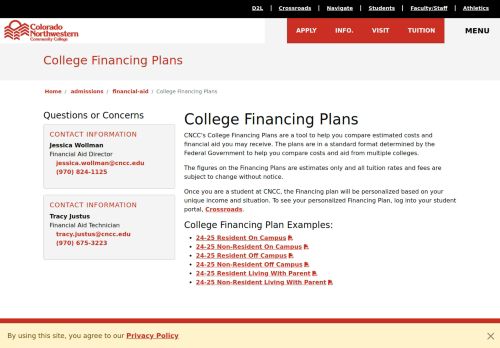 D2L | Crossroads | Navigate | Students | Faculty/Staff | Athletics
Colorado
Northwestern
Community College
APPLY INFO. VISIT TUITION MENU
College Financing Plans
Home / admissions / financial-aid / College Financing Plans
Questions or Concerns
CONTACT INFORMATION
Jessica Wollman
Financial Aid Director
jessica.wollman@cncc.edu
(970) 824-1125
CONTACT INFORMATION
Tracy Justus
Financial Aid Technician
tracy.justus@cncc.edu
(970) 675-3223
College Financing Plans
CNCC's College Financing Plans are a tool to help you compare estimated costs and
financial aid you may receive. The plans are in a standard format determined by the
Federal Government to help you compare costs and aid from multiple colleges.
The figures on the Financing Plans are estimates only and all tuition rates and fees are
subject to change without notice.
Once you are a student at CNCC, the Financing plan will be personalized based on your
unique income and situation. To see your personalized Financing Plan, log into your student
portal, Crossroads.
College Financing Plan Examples:
24-25 Resident On Campus
24-25 Non-Resident On Campus
24-25 Resident Off Campus
24-25 Non-Resident Off Campus
24-25 Resident Living With Parent
24-25 Non-Resident Living With Parent
By using this site, you agree to our Privacy Policy